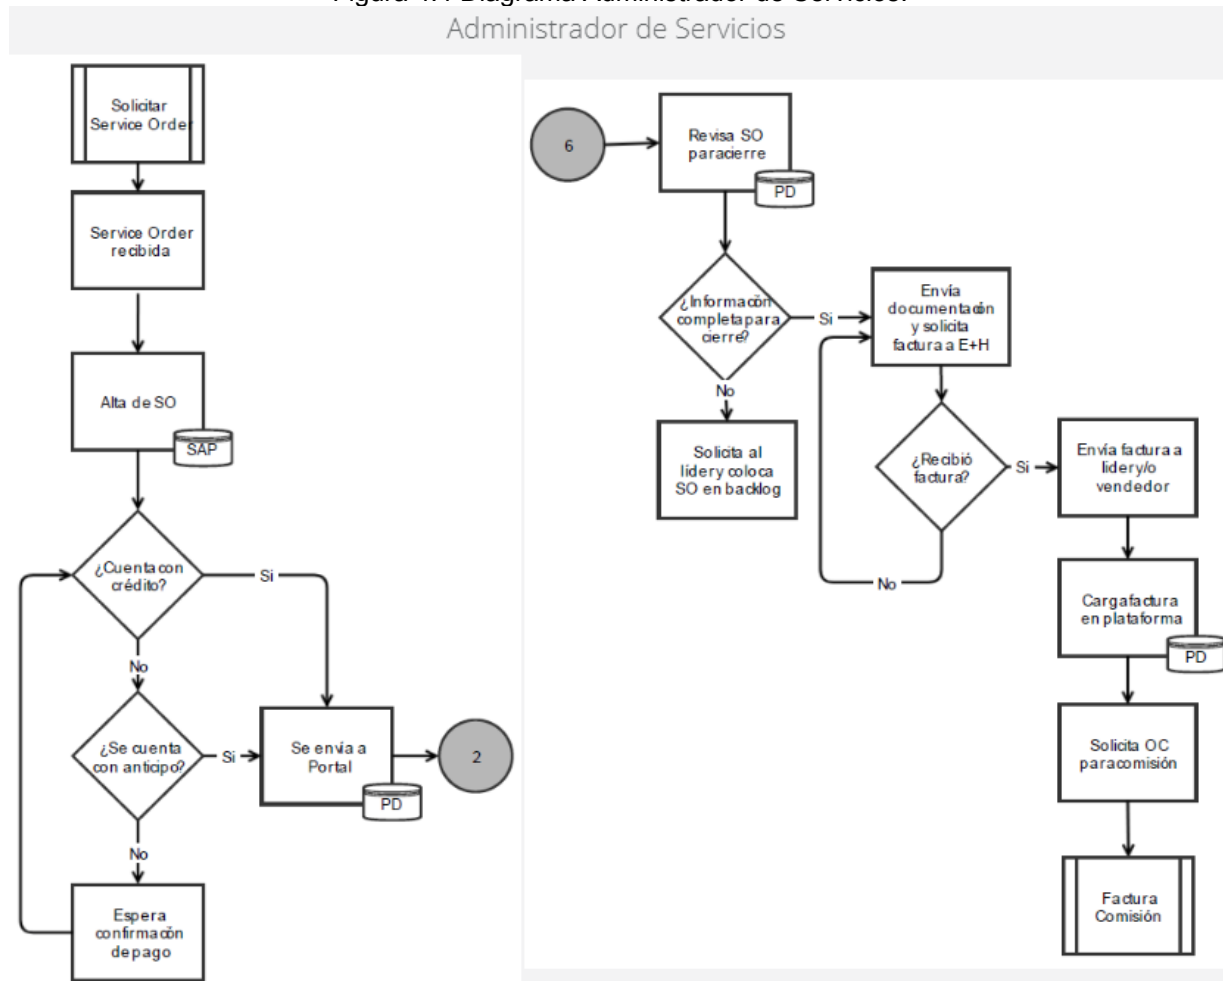 Figura 4.4 Diagrama Administrador de Servicios.
Administrador de Servicios
Solicitar
Service Order
Service Order
recibida
Alta de SO
SAP
¿Cuenta con
crédito?
Si
No
¿Se cuenta
con anticipo?
Si
Se envía a
Portal
PD
2
No
Espera
confirmación
de pago
6
Revisa SO
para cierre
PD
¿Información
completa para
cierre?
Si
No
Solicita al
líder y coloca
SO en backlog
Envía
documentación
y solicita
factura a E+H
¿Recibió
factura?
Si
No
Envía factura a
lider y/o
vendedor
Carga factura
en plataforma
PD
Solicita OC
para comisión
Factura
Comisión